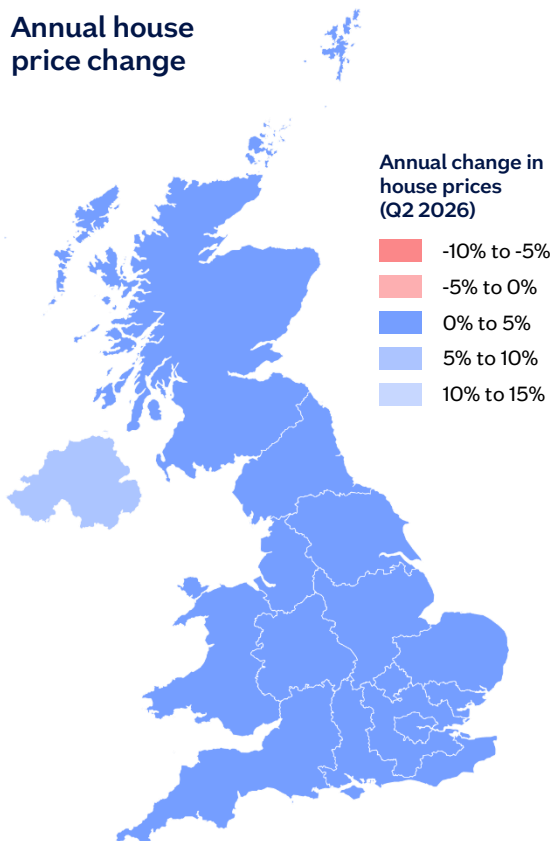 Annual house
price change
Annual change in
house prices
(Q2 2026)
-10% to -5%
-5% to 0%
0% to 5%
5% to 10%
10% to 15%